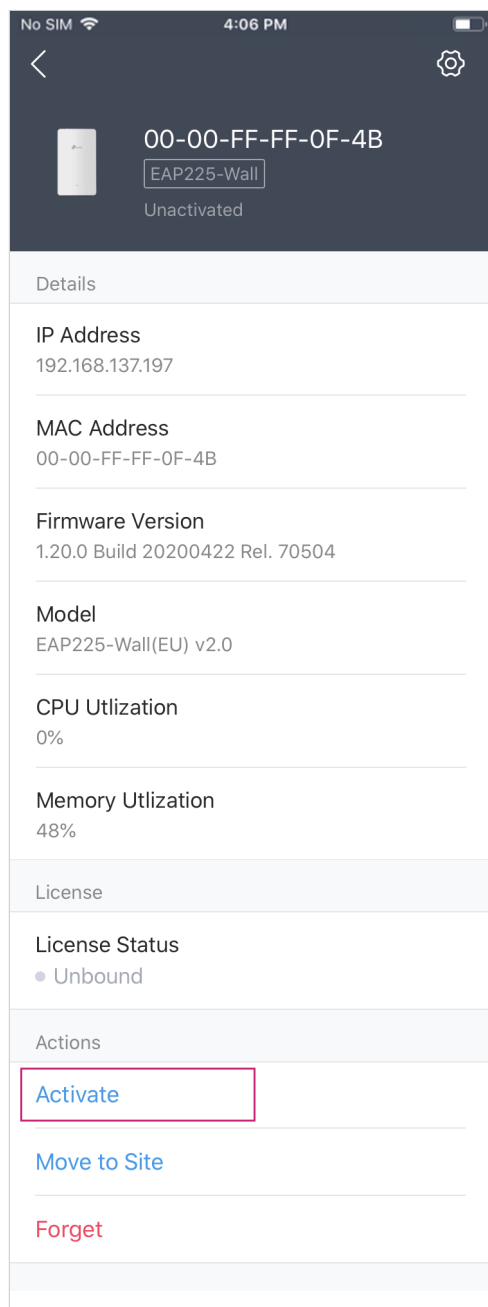 No SIM 4:06 PM
00-00-FF-FF-0F-4B
EAP225-Wall
Unactivated
Details
IP Address
192.168.137.197
MAC Address
00-00-FF-FF-0F-4B
Firmware Version
1.20.0 Build 20200422 Rel. 70504
Model
EAP225-Wall(EU) v2.0
CPU Utlization
0%
Memory Utlization
48%
License
License Status
Unbound
Actions
Activate
Move to Site
Forget